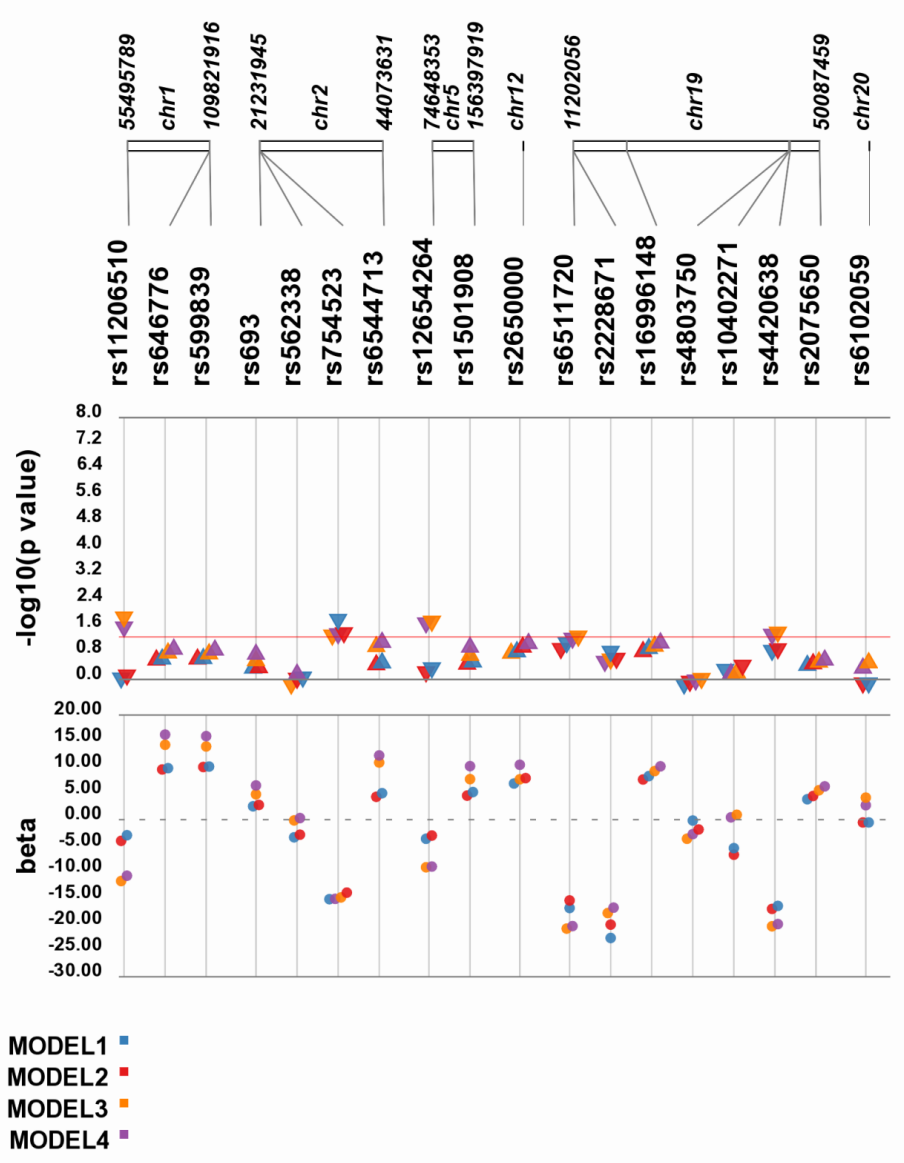 55495789
chr1
109821916
21231945
chr2
44073631
74648353
chr5
156397919
chr12
11202056
chr19
50087459
chr20
rs11206510
rs646776
rs599839
rs693
rs562338
rs754523
rs6544713
rs12654264
rs1501908
rs2650000
rs6511720
rs2228671
rs16996148
rs4803750
rs10402271
rs4420638
rs2075650
rs6102059
-log10(p value)
8.0
7.2
6.4
5.6
4.8
4.0
3.2
2.4
1.6
0.8
0.0
beta
20.00
15.00
10.00
5.00
0.00
-5.00
-10.00
-15.00
-20.00
-25.00
-30.00
MODEL1
MODEL2
MODEL3
MODEL4